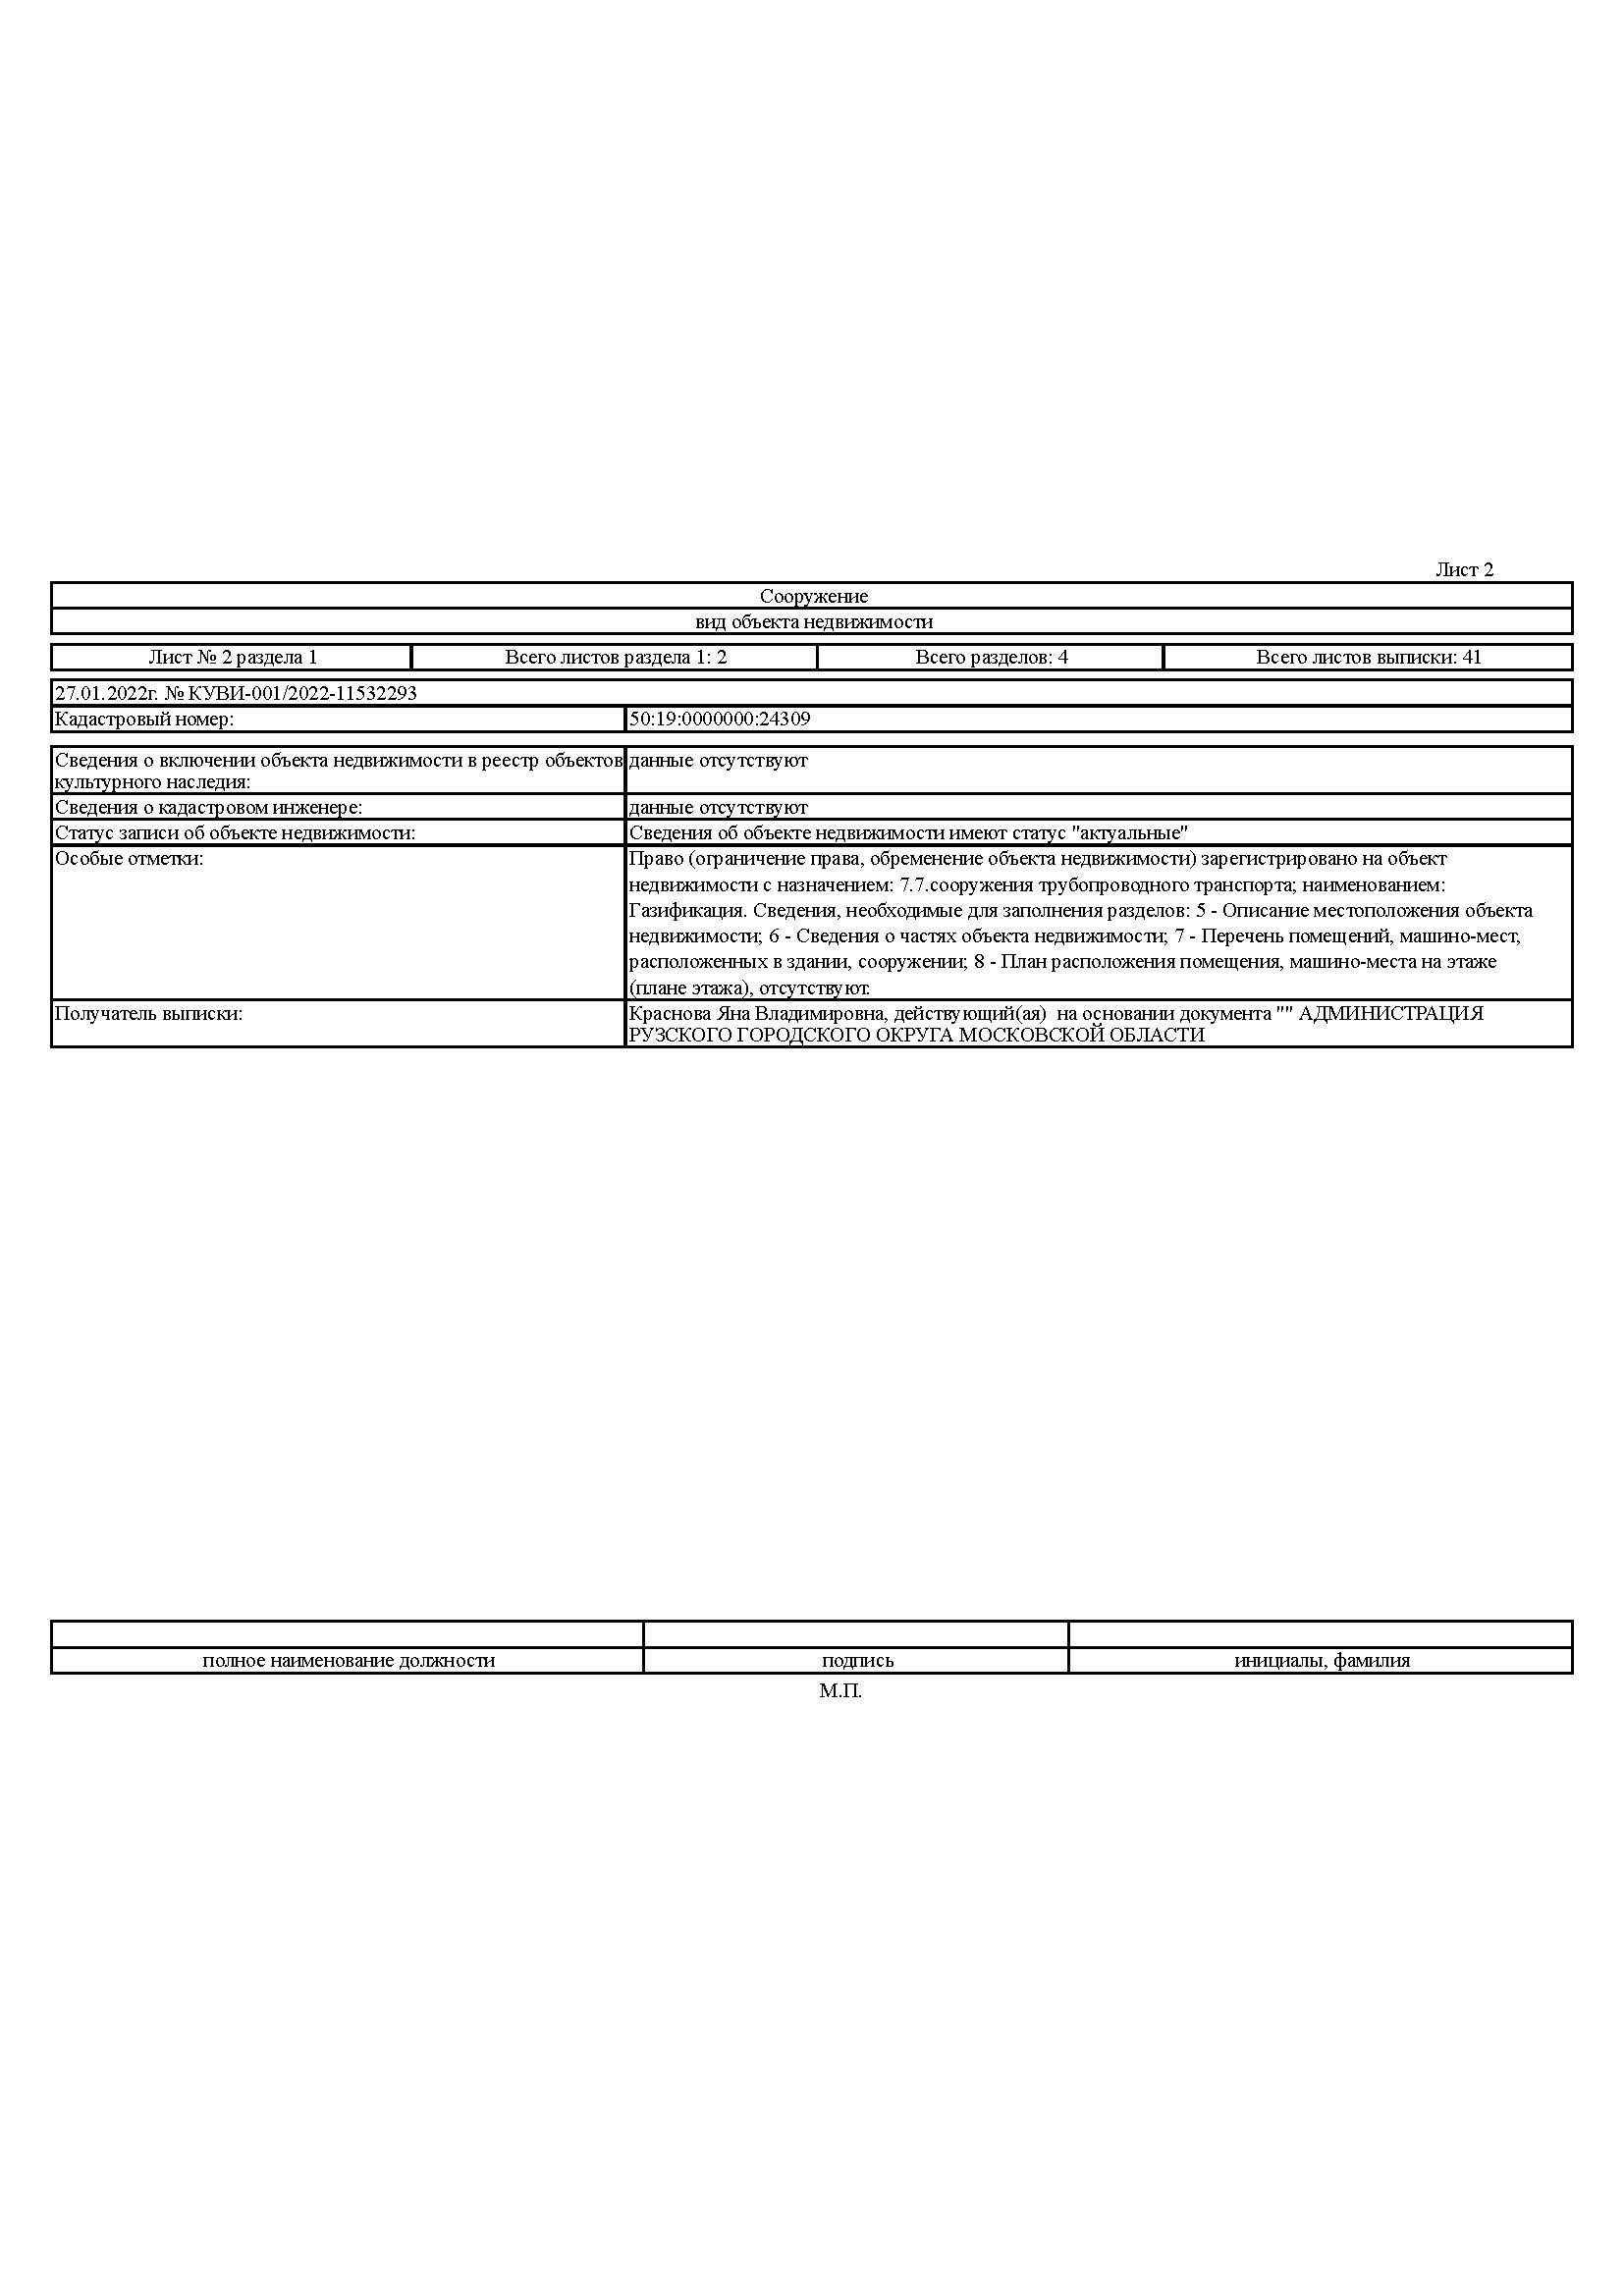 Лист 2
Сооружение
вид объекта недвижимости
Лист № 2 раздела 1
Всего листов раздела 1: 2
Всего разделов: 4
Всего листов выписки: 41
27.01.2022г. № КУВИ-001/2022-11532293
Кадастровый номер:
50:19:0000000:24309
Сведения о включении объекта недвижимости в реестр объектов
культурного наследия:
данные отсутствуют
Сведения о кадастровом инженере:
данные отсутствуют
Статус записи об объекте недвижимости:
Сведения об объекте недвижимости имеют статус "актуальные"
Особые отметки:
Право (ограничение права, обременение объекта недвижимости) зарегистрировано на объект
недвижимости с назначением: 7.7.сооружения трубопроводного транспорта; наименованием:
Газификация. Сведения, необходимые для заполнения разделов: 5 - Описание местоположения объекта
недвижимости; 6 - Сведения о частях объекта недвижимости; 7 - Перечень помещений, машино-мест,
расположенных в здании, сооружении; 8 - План расположения помещения, машино-места на этаже
(плане этажа), отсутствуют.
Получатель выписки:
Краснова Яна Владимировна, действующий(ая)  на основании документа "" АДМИНИСТРАЦИЯ
РУЗСКОГО ГОРОДСКОГО ОКРУГА МОСКОВСКОЙ ОБЛАСТИ
полное наименование должности
подпись
инициалы, фамилия
М.П.